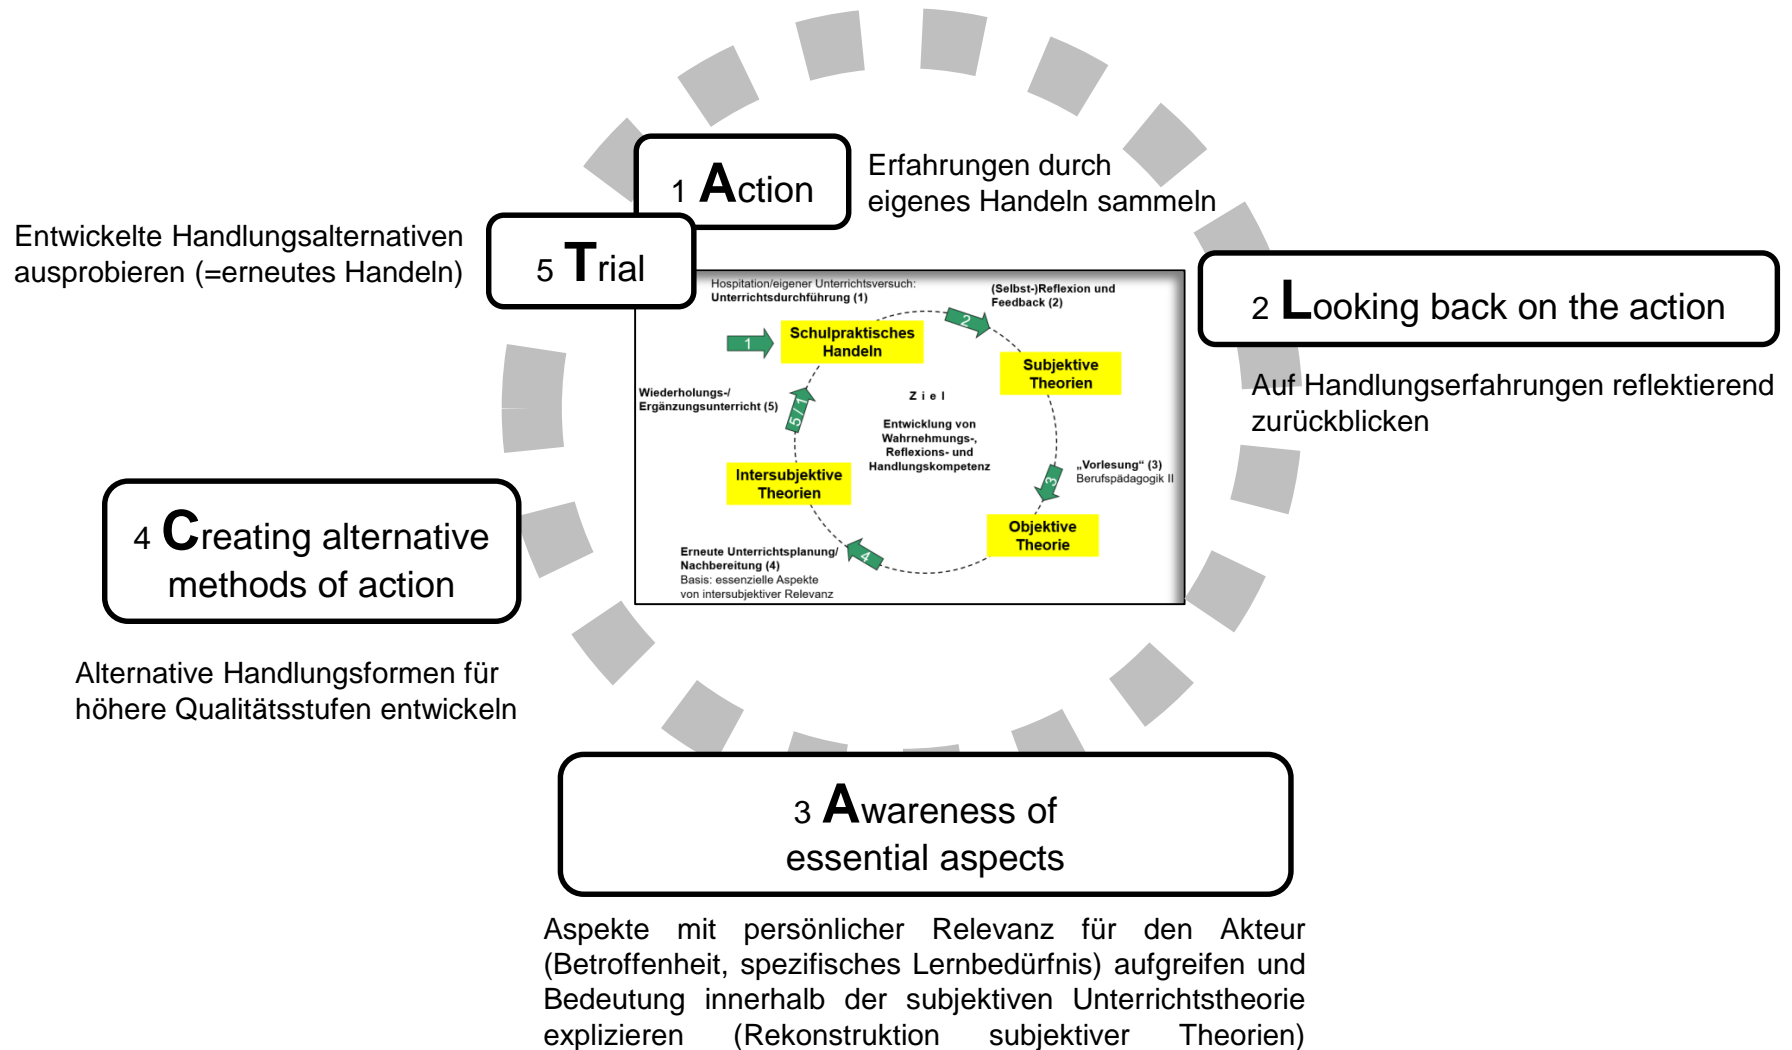 1 Action
Erfahrungen durch
eigenes Handeln sammeln
Entwickelte Handlungsalternativen
ausprobieren (=erneutes Handeln)
5 Trial
2 Looking back on the action
Auf Handlungserfahrungen reflektierend
zurückblicken
Hospitation/eigener Unterrichtsversuch:
Unterrichtsdurchführung (1)
(Selbst-)Reflexion und
Feedback (2)
1
Schulpraktisches
Handeln
2
Subjektive
Theorien
Wiederholungs-/
Ergänzungsunterricht (5)
5 / 1
Z i e l
Entwicklung von
Wahrnehmungs-,
Reflexions- und
Handlungskompetenz
Intersubjektive
Theorien
„Vorlesung“ (3)
Berufspädagogik II
3
Objektive
Theorie
4
Erneute Unterrichtsplanung/
Nachbereitung (4)
Basis: essenzielle Aspekte
von intersubjektiver Relevanz
4 Creating alternative
methods of action
Alternative Handlungsformen für
höhere Qualitätsstufen entwickeln
3 Awareness of
essential aspects
Aspekte mit persönlicher Relevanz für den Akteur
(Betroffenheit, spezifisches Lernbedürfnis) aufgreifen und
Bedeutung innerhalb der subjektiven Unterrichtstheorie
explizieren (Rekonstruktion subjektiver Theorien)